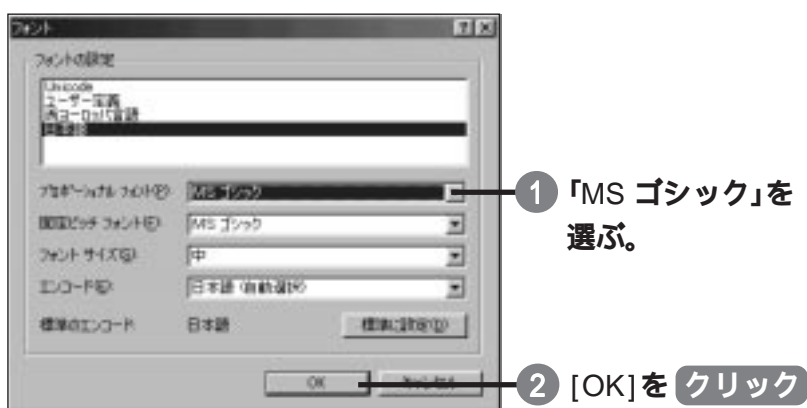 フォント
フォントの設定
Unicode
ユーザー定義
西ヨーロッパ言語
日本語
プロポーショナル フォント(P) MS ゴシック
固定ピッチ フォント(F) MS ゴシック
フォント サイズ(S) 中
エンコード(E) 日本語 (自動選択)
標準のエンコード 日本語 標準に設定(D)
OK キャンセル
1 「MS ゴシック」を
選ぶ。
2 [OK]を クリック